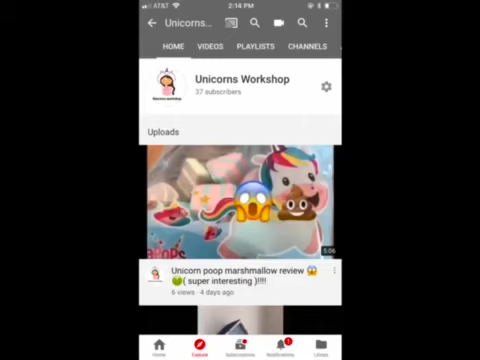 AT&T
2:14 PM
Unicorns...
HOME VIDEOS PLAYLISTS CHANNELS
Unicorns Workshop
37 subscribers
Uploads
5:06
Unicorn poop marshmallow review 😱
🤢( super interesting )!!!!
6 views · 4 days ago
Home Explore Subscriptions Notifications Library
1